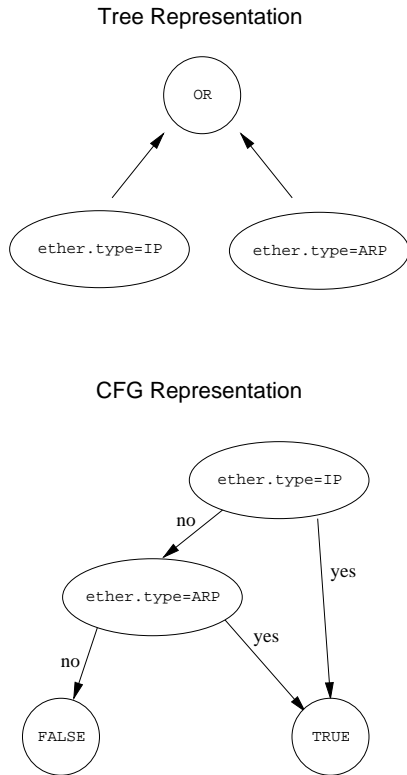 Tree Representation
OR
ether.type=IP
ether.type=ARP
CFG Representation
ether.type=IP
no
yes
ether.type=ARP
no
yes
FALSE
TRUE